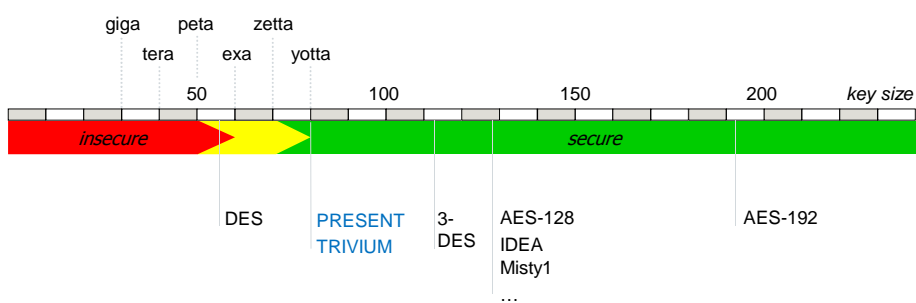 giga peta zetta
tera exa yotta
50 100 150 200 key size
insecure secure
DES PRESENT 3- AES-128 AES-192
TRIVIUM DES IDEA
Misty1
...